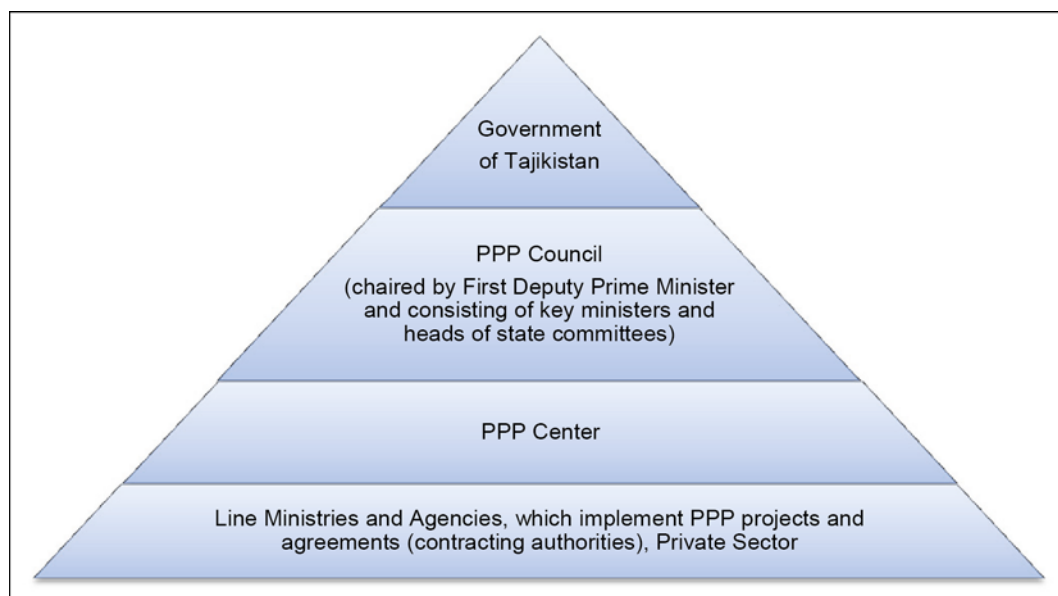 Government
of Tajikistan
PPP Council
(chaired by First Deputy Prime Minister
and consisting of key ministers and
heads of state committees)
PPP Center
Line Ministries and Agencies, which implement PPP projects and
agreements (contracting authorities), Private Sector